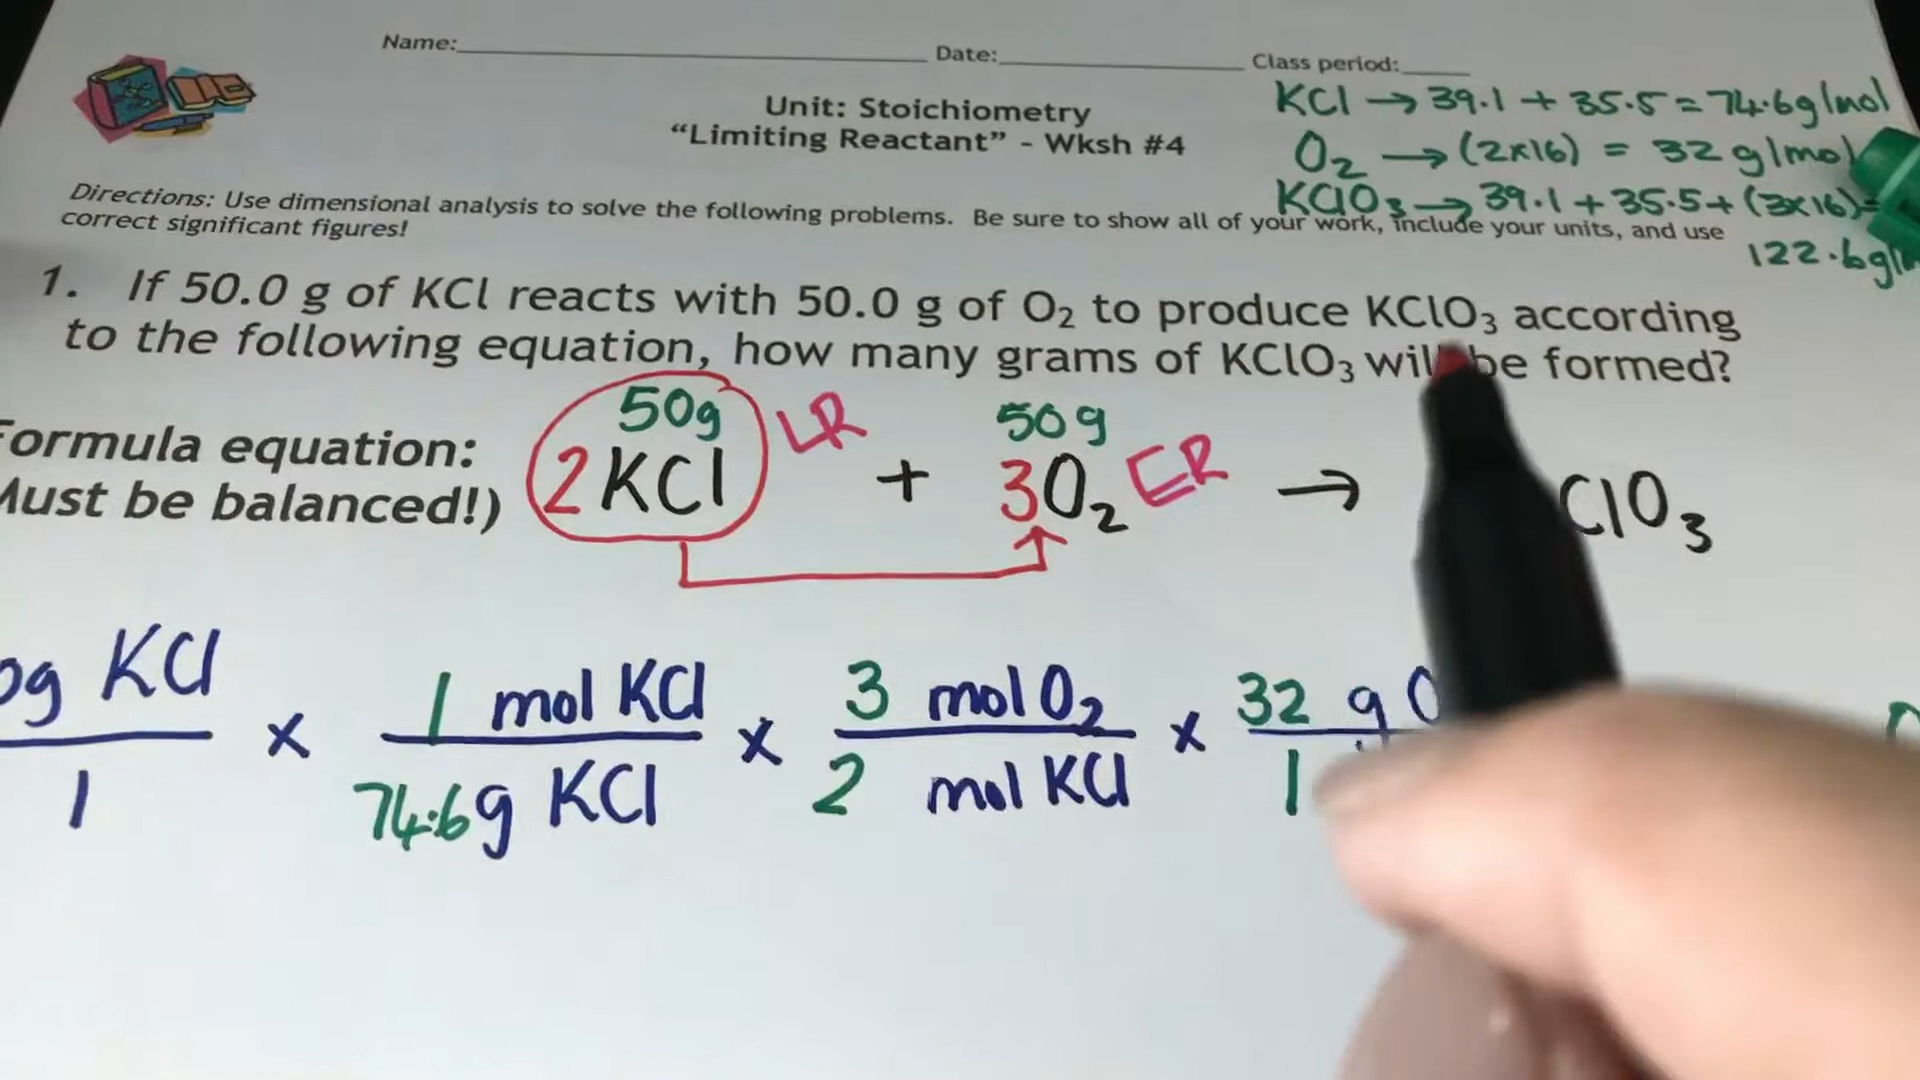 Name: Date: Class period:
KCl → 39.1 + 35.5 = 74.6g/mol
Unit: Stoichiometry
"Limiting Reactant" - Wksh #4
O₂ → (2x16) = 32 g/mol
KClO₃ → 39.1 + 35.5 + (3x16) =
122.6g/
Directions: Use dimensional analysis to solve the following problems. Be sure to show all of your work, include your units, and use
correct significant figures!
1. If 50.0 g of KCl reacts with 50.0 g of O₂ to produce KClO₃ according
to the following equation, how many grams of KClO₃ will be formed?
50g LR 50g
Formula equation: 2KCl + 3O₂ ER → ClO₃
Must be balanced!)
0g KCl × 1 mol KCl × 3 mol O₂ × 32 g O
1 74.6g KCl 2 mol KCl 1